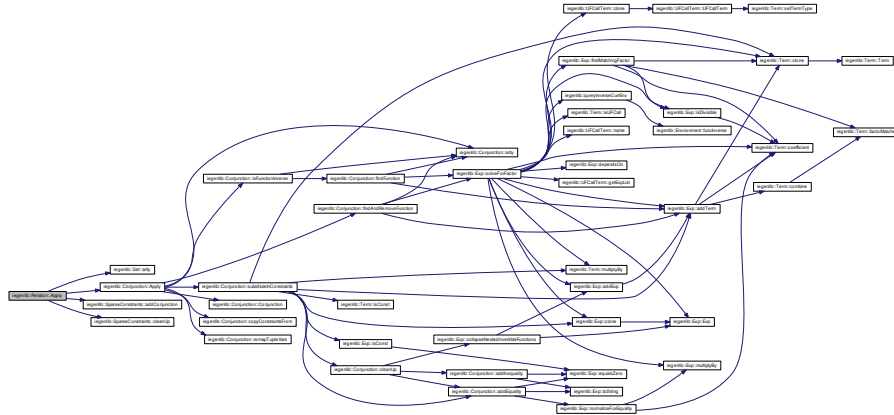 iegenlib::UFCallTerm::clone
iegenlib::UFCallTerm::UFCallTerm
iegenlib::Term::setTermType
iegenlib::Exp::findMatchingFactor
iegenlib::Term::clone
iegenlib::Term::Term
iegenlib::queryInverseCurrEnv
iegenlib::Exp::isDivisible
iegenlib::Term::isUFCall
iegenlib::UFCallTerm::name
iegenlib::Environment::funcInverse
iegenlib::Term::factorMatche
iegenlib::Conjunction::arity
iegenlib::Term::coefficient
iegenlib::Exp::dependsOn
iegenlib::Conjunction::isFunctionInverse
iegenlib::Conjunction::findFunction
iegenlib::Exp::solveForFactor
iegenlib::UFCallTerm::getExpList
iegenlib::Term::combine
iegenlib::Conjunction::findAndRemoveFunction
iegenlib::Exp::addTerm
iegenlib::Set::arity
iegenlib::Term::multiplyBy
iegenlib::Conjunction::Apply
iegenlib::Conjunction::substituteInConstraints
iegenlib::Exp::addExp
iegenlib::Relation::Apply
iegenlib::SparseConstraints::addConjunction
iegenlib::Conjunction::Conjunction
iegenlib::Term::isConst
iegenlib::SparseConstraints::cleanUp
iegenlib::Conjunction::copyConstraintsFrom
iegenlib::Exp::clone
iegenlib::Exp::Exp
iegenlib::Conjunction::remapTupleVars
iegenlib::Exp::isConst
iegenlib::Exp::collapseNestedInvertibleFunctions
iegenlib::Exp::multiplyBy
iegenlib::Conjunction::cleanUp
iegenlib::Conjunction::addInequality
iegenlib::Exp::equalsZero
iegenlib::Conjunction::addEquality
iegenlib::Exp::toString
iegenlib::Exp::normalizeForEquality